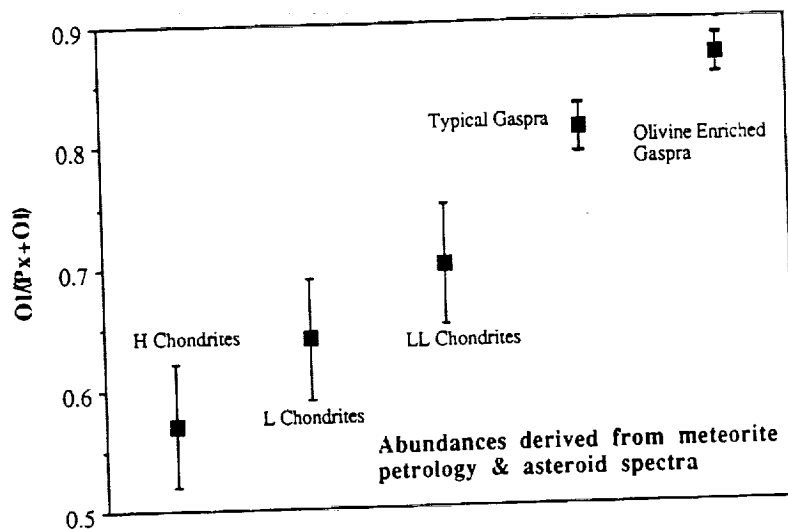 0.9
0.8
0.7
0.6
0.5
Ol/(Px+Ol)
Typical Gaspra
Olivine Enriched
Gaspra
H Chondrites
LL Chondrites
L Chondrites
Abundances derived from meteorite
petrology & asteroid spectra